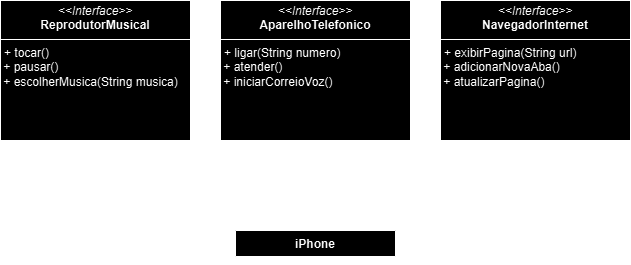 <<Interface>>
ReprodutorMusical
+ tocar()
+ pausar()
+ escolherMusica(String musica)
<<Interface>>
AparelhoTelefonico
+ ligar(String numero)
+ atender()
+ iniciarCorreioVoz()
<<Interface>>
NavegadorInternet
+ exibirPagina(String url)
+ adicionarNovaAba()
+ atualizarPagina()
iPhone